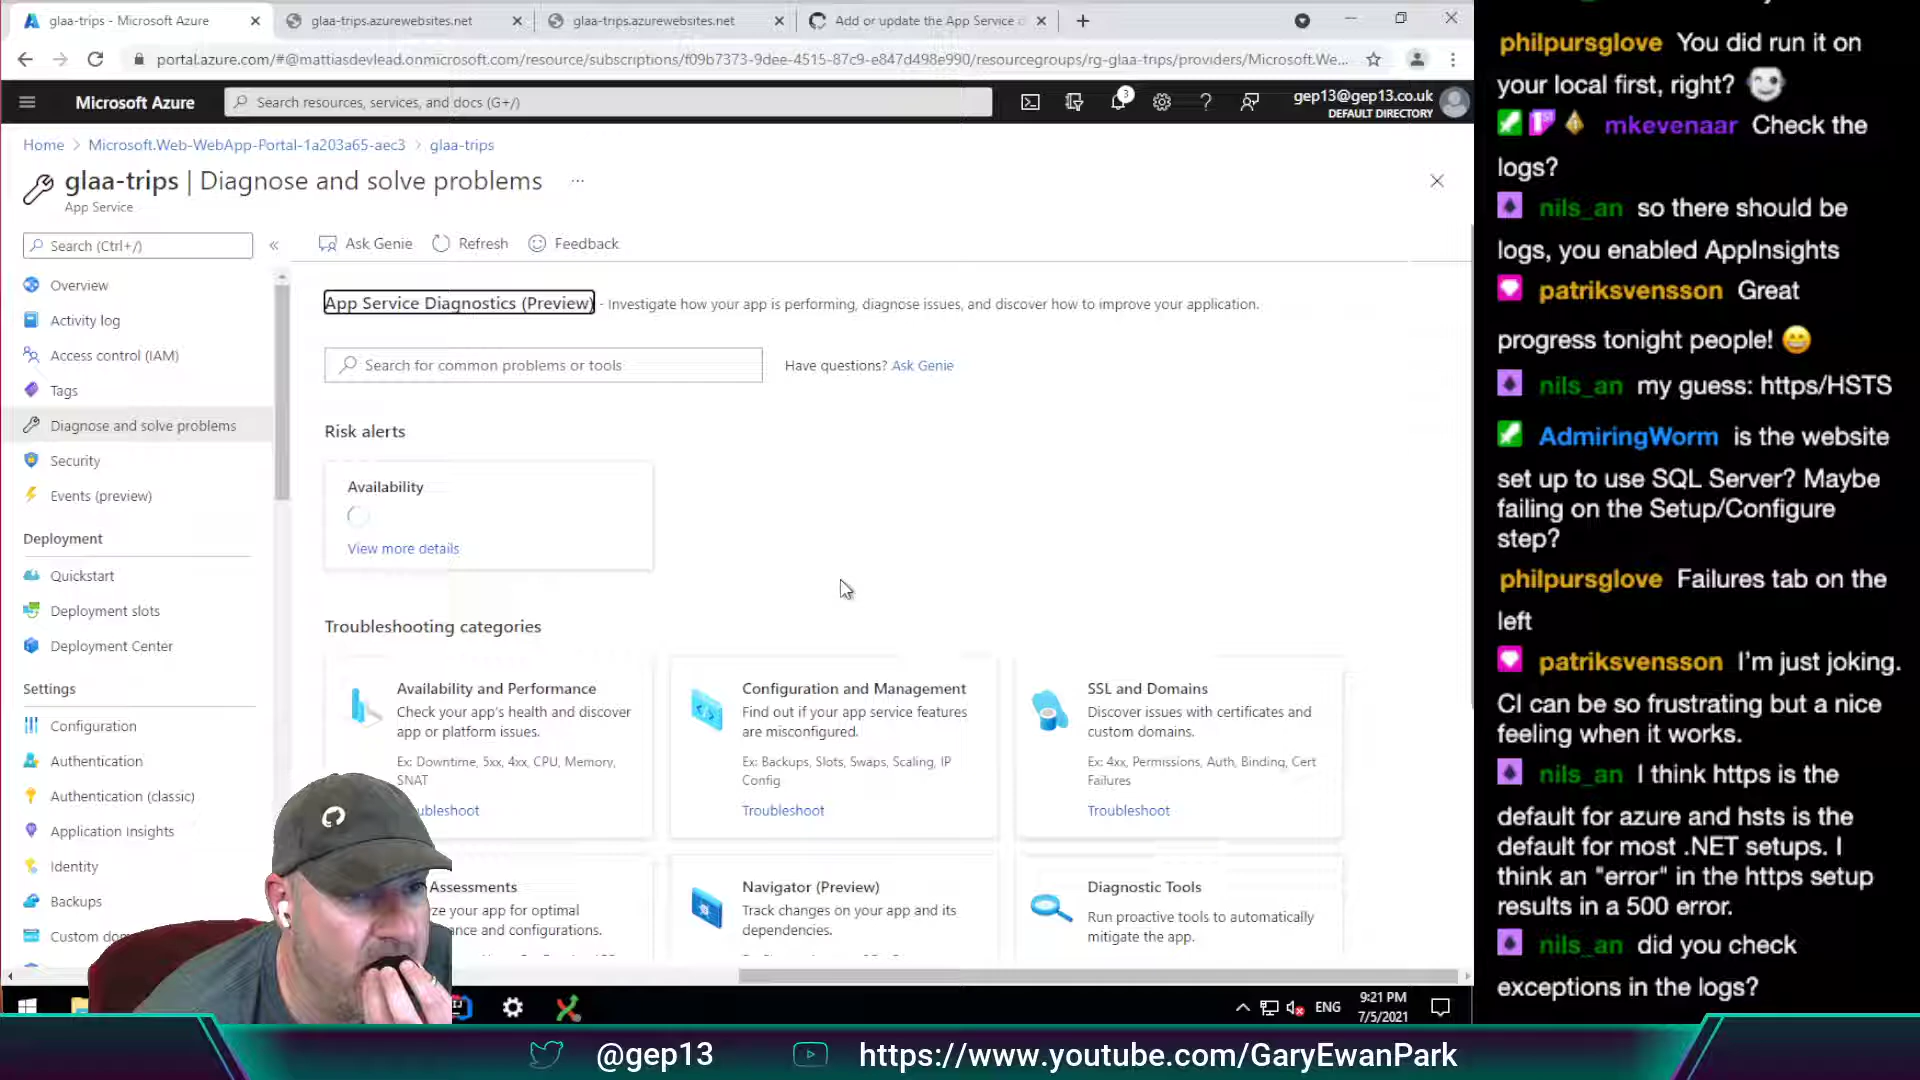 glaa-trips - Microsoft Azure
glaa-trips.azurewebsites.net
glaa-trips.azurewebsites.net
Add or update the App Service
portal.azure.com/#@mattiasdevlead.onmicrosoft.com/resource/subscriptions/f09b7373-9dee-4515-87c9-e847d498e990/resourcegroups/rg-glaa-trips/providers/Microsoft.We...
Microsoft Azure
Search resources, services, and docs (G+/)
3
gep13@gep13.co.uk
DEFAULT DIRECTORY
Home > Microsoft.Web-WebApp-Portal-1a203a65-aec3 > glaa-trips
glaa-trips | Diagnose and solve problems ...
App Service
Search (Ctrl+/)
«
Overview
Activity log
Access control (IAM)
Tags
Diagnose and solve problems
Security
Events (preview)
Deployment
Quickstart
Deployment slots
Deployment Center
Settings
Configuration
Authentication
Authentication (classic)
Application Insights
Identity
Backups
Custom
Ask Genie
Refresh
Feedback
App Service Diagnostics (Preview) - Investigate how your app is performing, diagnose issues, and discover how to improve your application.
Search for common problems or tools
Have questions? Ask Genie
Risk alerts
Availability
View more details
Troubleshooting categories
Availability and Performance
Check your app's health and discover
app or platform issues.
Ex: Downtime, 5xx, 4xx, CPU, Memory,
SNAT
ubleshoot
Configuration and Management
Find out if your app service features
are misconfigured.
Ex: Backups, Slots, Swaps, Scaling, IP
Config
Troubleshoot
SSL and Domains
Discover issues with certificates and
custom domains.
Ex: 4xx, Permissions, Auth, Binding, Cert
Failures
Troubleshoot
Assessments
ze your app for optimal
ance and configurations.
Navigator (Preview)
Track changes on your app and its
dependencies.
Diagnostic Tools
Run proactive tools to automatically
mitigate the app.
ENG
9:21 PM
7/5/2021
philpursglove You did run it on
your local first, right?
mkevenaar Check the
logs?
nils_an so there should be
logs, you enabled AppInsights
patriksvensson Great
progress tonight people!
nils_an my guess: https/HSTS
AdmiringWorm is the website
set up to use SQL Server? Maybe
failing on the Setup/Configure
step?
philpursglove Failures tab on the
left
patriksvensson I'm just joking.
CI can be so frustrating but a nice
feeling when it works.
nils_an I think https is the
default for azure and hsts is the
default for most .NET setups. I
think an "error" in the https setup
results in a 500 error.
nils_an did you check
exceptions in the logs?
@gep13
https://www.youtube.com/GaryEwanPark